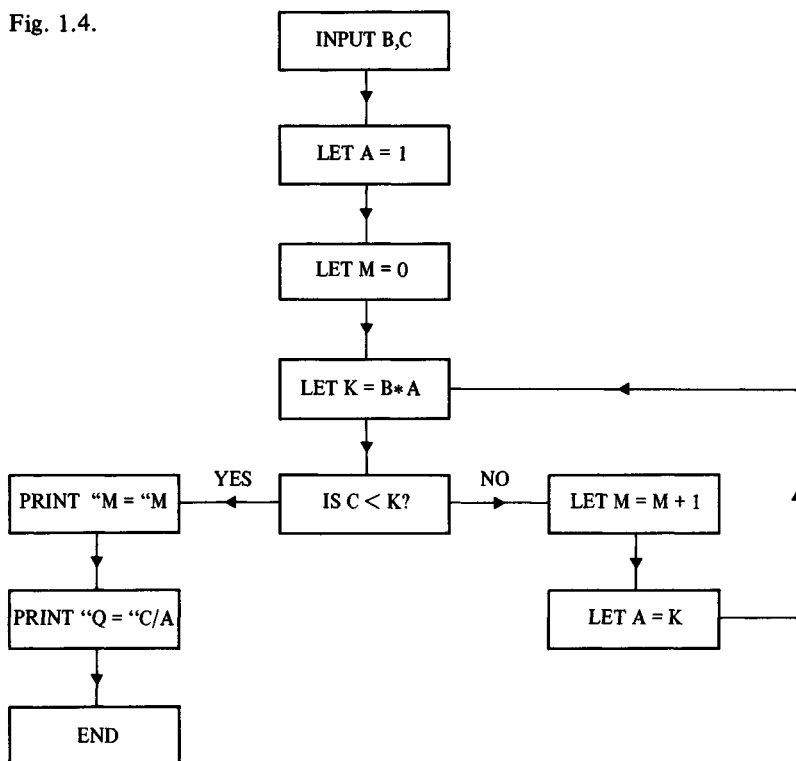 Fig. 1.4.
INPUT B,C
LET A = 1
LET M = 0
LET K = B* A
YES
IS C < K?
NO
PRINT “M = “M
LET M = M + 1
PRINT “Q = “C/A
LET A = K
END